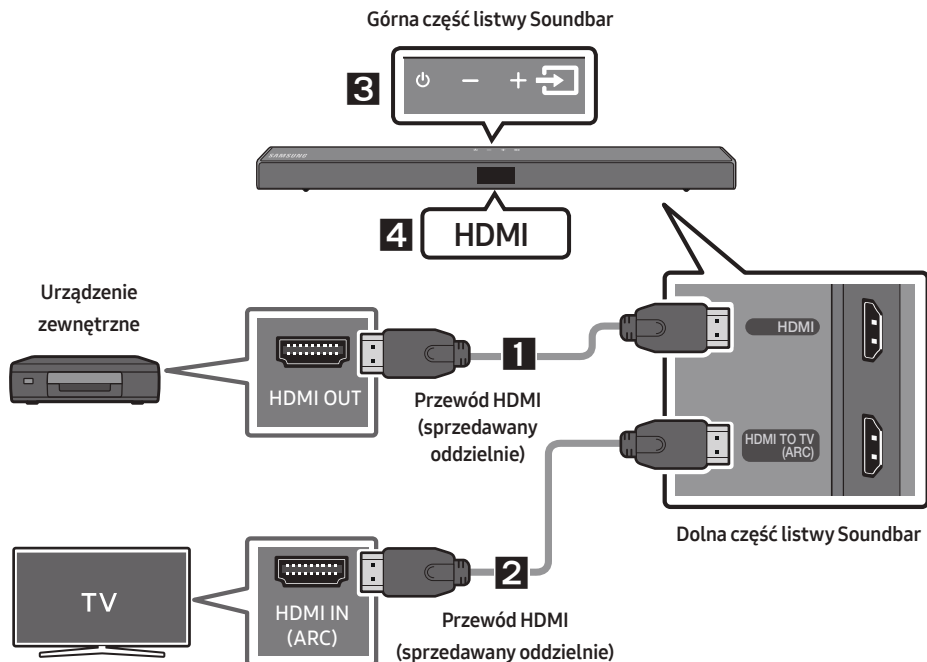 Górna część listwy Soundbar
3
SAMSUNG
4
HDMI
Urządzenie
zewnętrzne
HDMI OUT
1
HDMI
Przewód HDMI
(sprzedawany
oddzielnie)
HDMI TO TV
(ARC)
Dolna część listwy Soundbar
TV
HDMI IN
(ARC)
2
Przewód HDMI
(sprzedawany oddzielnie)